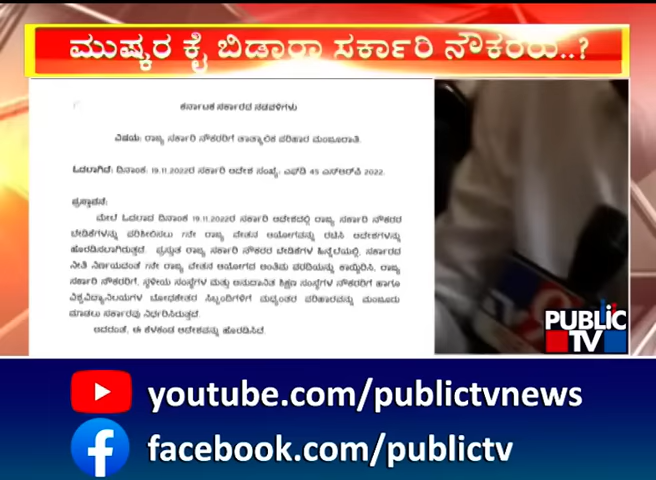 ಮುಷ್ಕರ ಕೈ ಬಿಡ್ತಾರಾ ಸರ್ಕಾರಿ ನೌಕರರು..?
ಕರ್ನಾಟಕ ಸರ್ಕಾರದ ನಡವಳಿಗಳು
ವಿಷಯ: ರಾಜ್ಯ ಸರ್ಕಾರಿ ನೌಕರರಿಗೆ ತಾತ್ಕಾಲಿಕ ಪರಿಹಾರ ಮಂಜೂರಾತಿ.
ಓದಲಾಗಿದೆ: ದಿನಾಂಕ: 19.11.2022ರ ಸರ್ಕಾರಿ ಆದೇಶ ಸಂಖ್ಯೆ: ಎಫ್‌ಡಿ 45 ಎಸ್‌ಆರ್‌ಪಿ 2022.
ಪ್ರಸ್ತಾವನೆ:
ಮೇಲೆ ಓದಲಾದ ದಿನಾಂಕ 19.11.2022ರ ಸರ್ಕಾರಿ ಆದೇಶದಲ್ಲಿ ರಾಜ್ಯ ಸರ್ಕಾರಿ ನೌಕರರ
ಬೇಡಿಕೆಗಳನ್ನು ಪರಿಶೀಲಿಸಲು 7ನೇ ರಾಜ್ಯ ವೇತನ ಆಯೋಗವನ್ನು ರಚಿಸಿ ಆದೇಶಗಳನ್ನು
ಹೊರಡಿಸಲಾಗಿರುತ್ತದೆ. ಪ್ರಸ್ತುತ ರಾಜ್ಯ ಸರ್ಕಾರಿ ನೌಕರರ ಬೇಡಿಕೆಗಳ ಹಿನ್ನೆಲೆಯಲ್ಲಿ, ಸರ್ಕಾರದ
ನೀತಿ ನಿರ್ಣಯದಂತೆ 7ನೇ ರಾಜ್ಯ ವೇತನ ಆಯೋಗದ ಅಂತಿಮ ವರದಿಯನ್ನು ಕಾಯ್ದಿರಿಸಿ, ರಾಜ್ಯ
ಸರ್ಕಾರಿ ನೌಕರರಿಗೆ, ಸ್ಥಳೀಯ ಸಂಸ್ಥೆಗಳ ಮತ್ತು ಅನುದಾನಿತ ಶಿಕ್ಷಣ ಸಂಸ್ಥೆಗಳ ನೌಕರರಿಗೆ ಹಾಗೂ
ವಿಶ್ವವಿದ್ಯಾನಿಲಯಗಳ ಬೋಧಕೇತರ ಸಿಬ್ಬಂದಿಗಳಿಗೆ ಮಧ್ಯಂತರ ಪರಿಹಾರವನ್ನು ಮಂಜೂರು
ಮಾಡಲು ಸರ್ಕಾರವು ನಿರ್ಧರಿಸಿರುತ್ತದೆ.
ಅದರಂತೆ, ಈ ಕೆಳಕಂಡ ಆದೇಶವನ್ನು ಹೊರಡಿಸಿದೆ.
PUBLiC
TV
youtube.com/publictvnews
facebook.com/publictv